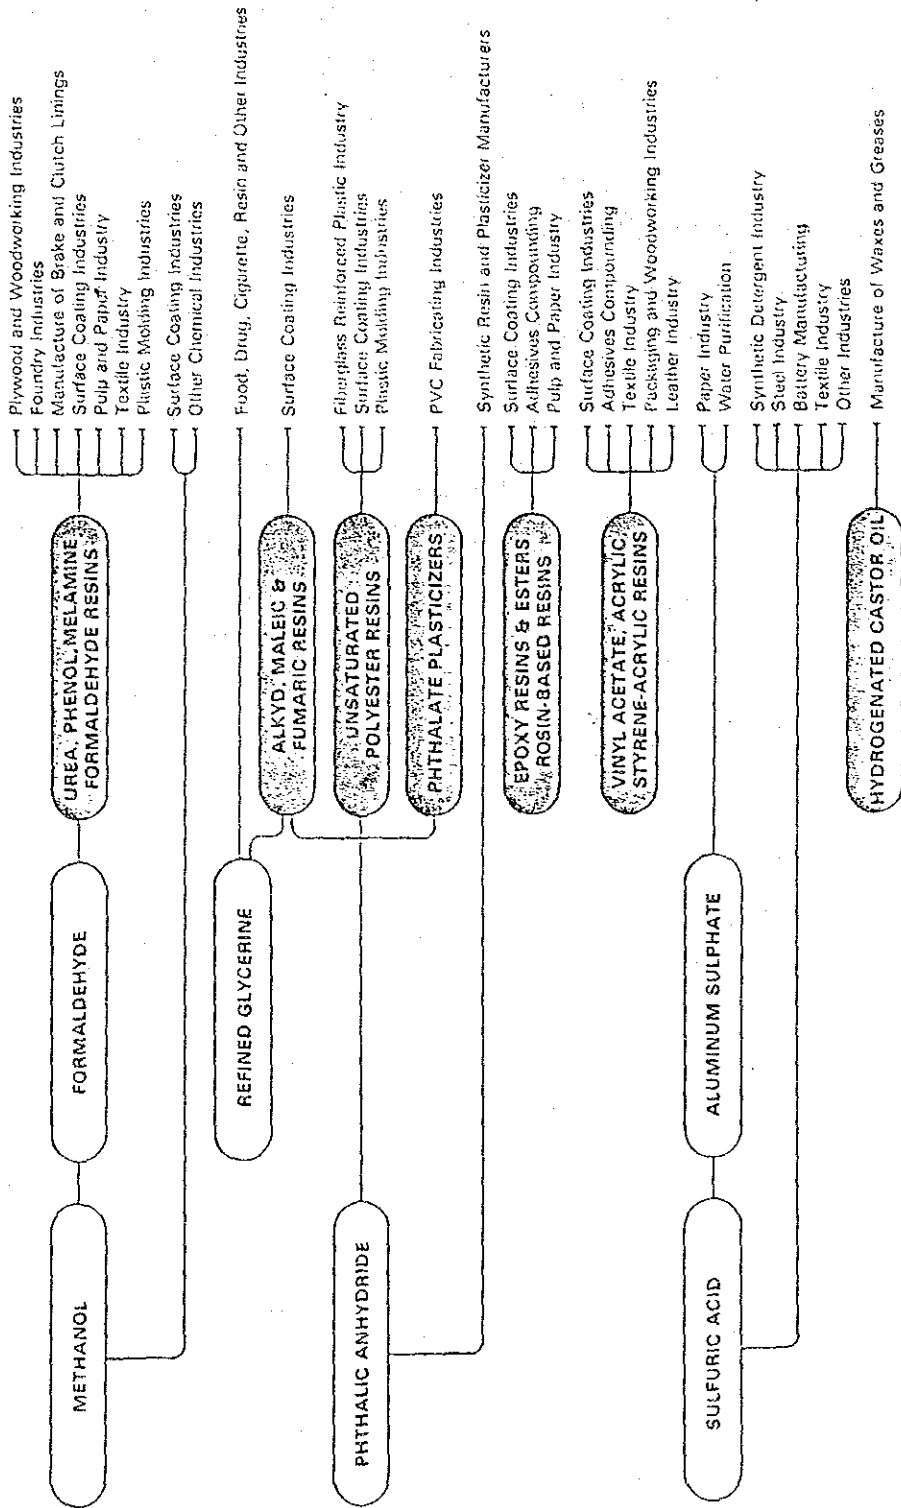 METHANOL
FORMALDEHYDE
UREA, PHENOL, MELAMINE
FORMALDEHYDE RESINS
Plywood and Woodworking Industries
Foundry Industries
Manufacture of Brake and Clutch Linings
Surface Coating Industries
Pulp and Paper Industry
Textile Industry
Plastic Molding Industries
Surface Coating Industries
Other Chemical Industries
REFINED GLYCERINE
Food, Drug, Cigarette, Resin and Other Industries
ALKYD, MALEIC &
FUMARIC RESINS
Surface Coating Industries
PHTHALIC ANHYDRIDE
UNSATURATED
POLYESTER RESINS
Fiberglass Reinforced Plastic Industry
Surface Coating Industries
Plastic Molding Industries
PHTHALATE PLASTICIZERS
PVC Fabricating Industries
Synthetic Resin and Plasticizer Manufacturers
EPOXY RESINS & ESTERS
ROSIN-BASED RESINS
Surface Coating Industries
Adhesives Compounding
Pulp and Paper Industry
VINYL ACETATE, ACRYLIC,
STYRENE-ACRYLIC RESINS
Surface Coating Industries
Adhesives Compounding
Textile Industry
Packaging and Woodworking Industries
Leather Industry
SULFURIC ACID
ALUMINUM SULPHATE
Paper Industry
Water Purification
Synthetic Detergent Industry
Steel Industry
Battery Manufacturing
Textile Industry
Other Industries
HYDROGENATED CASTOR OIL
Manufacture of Waxes and Greases